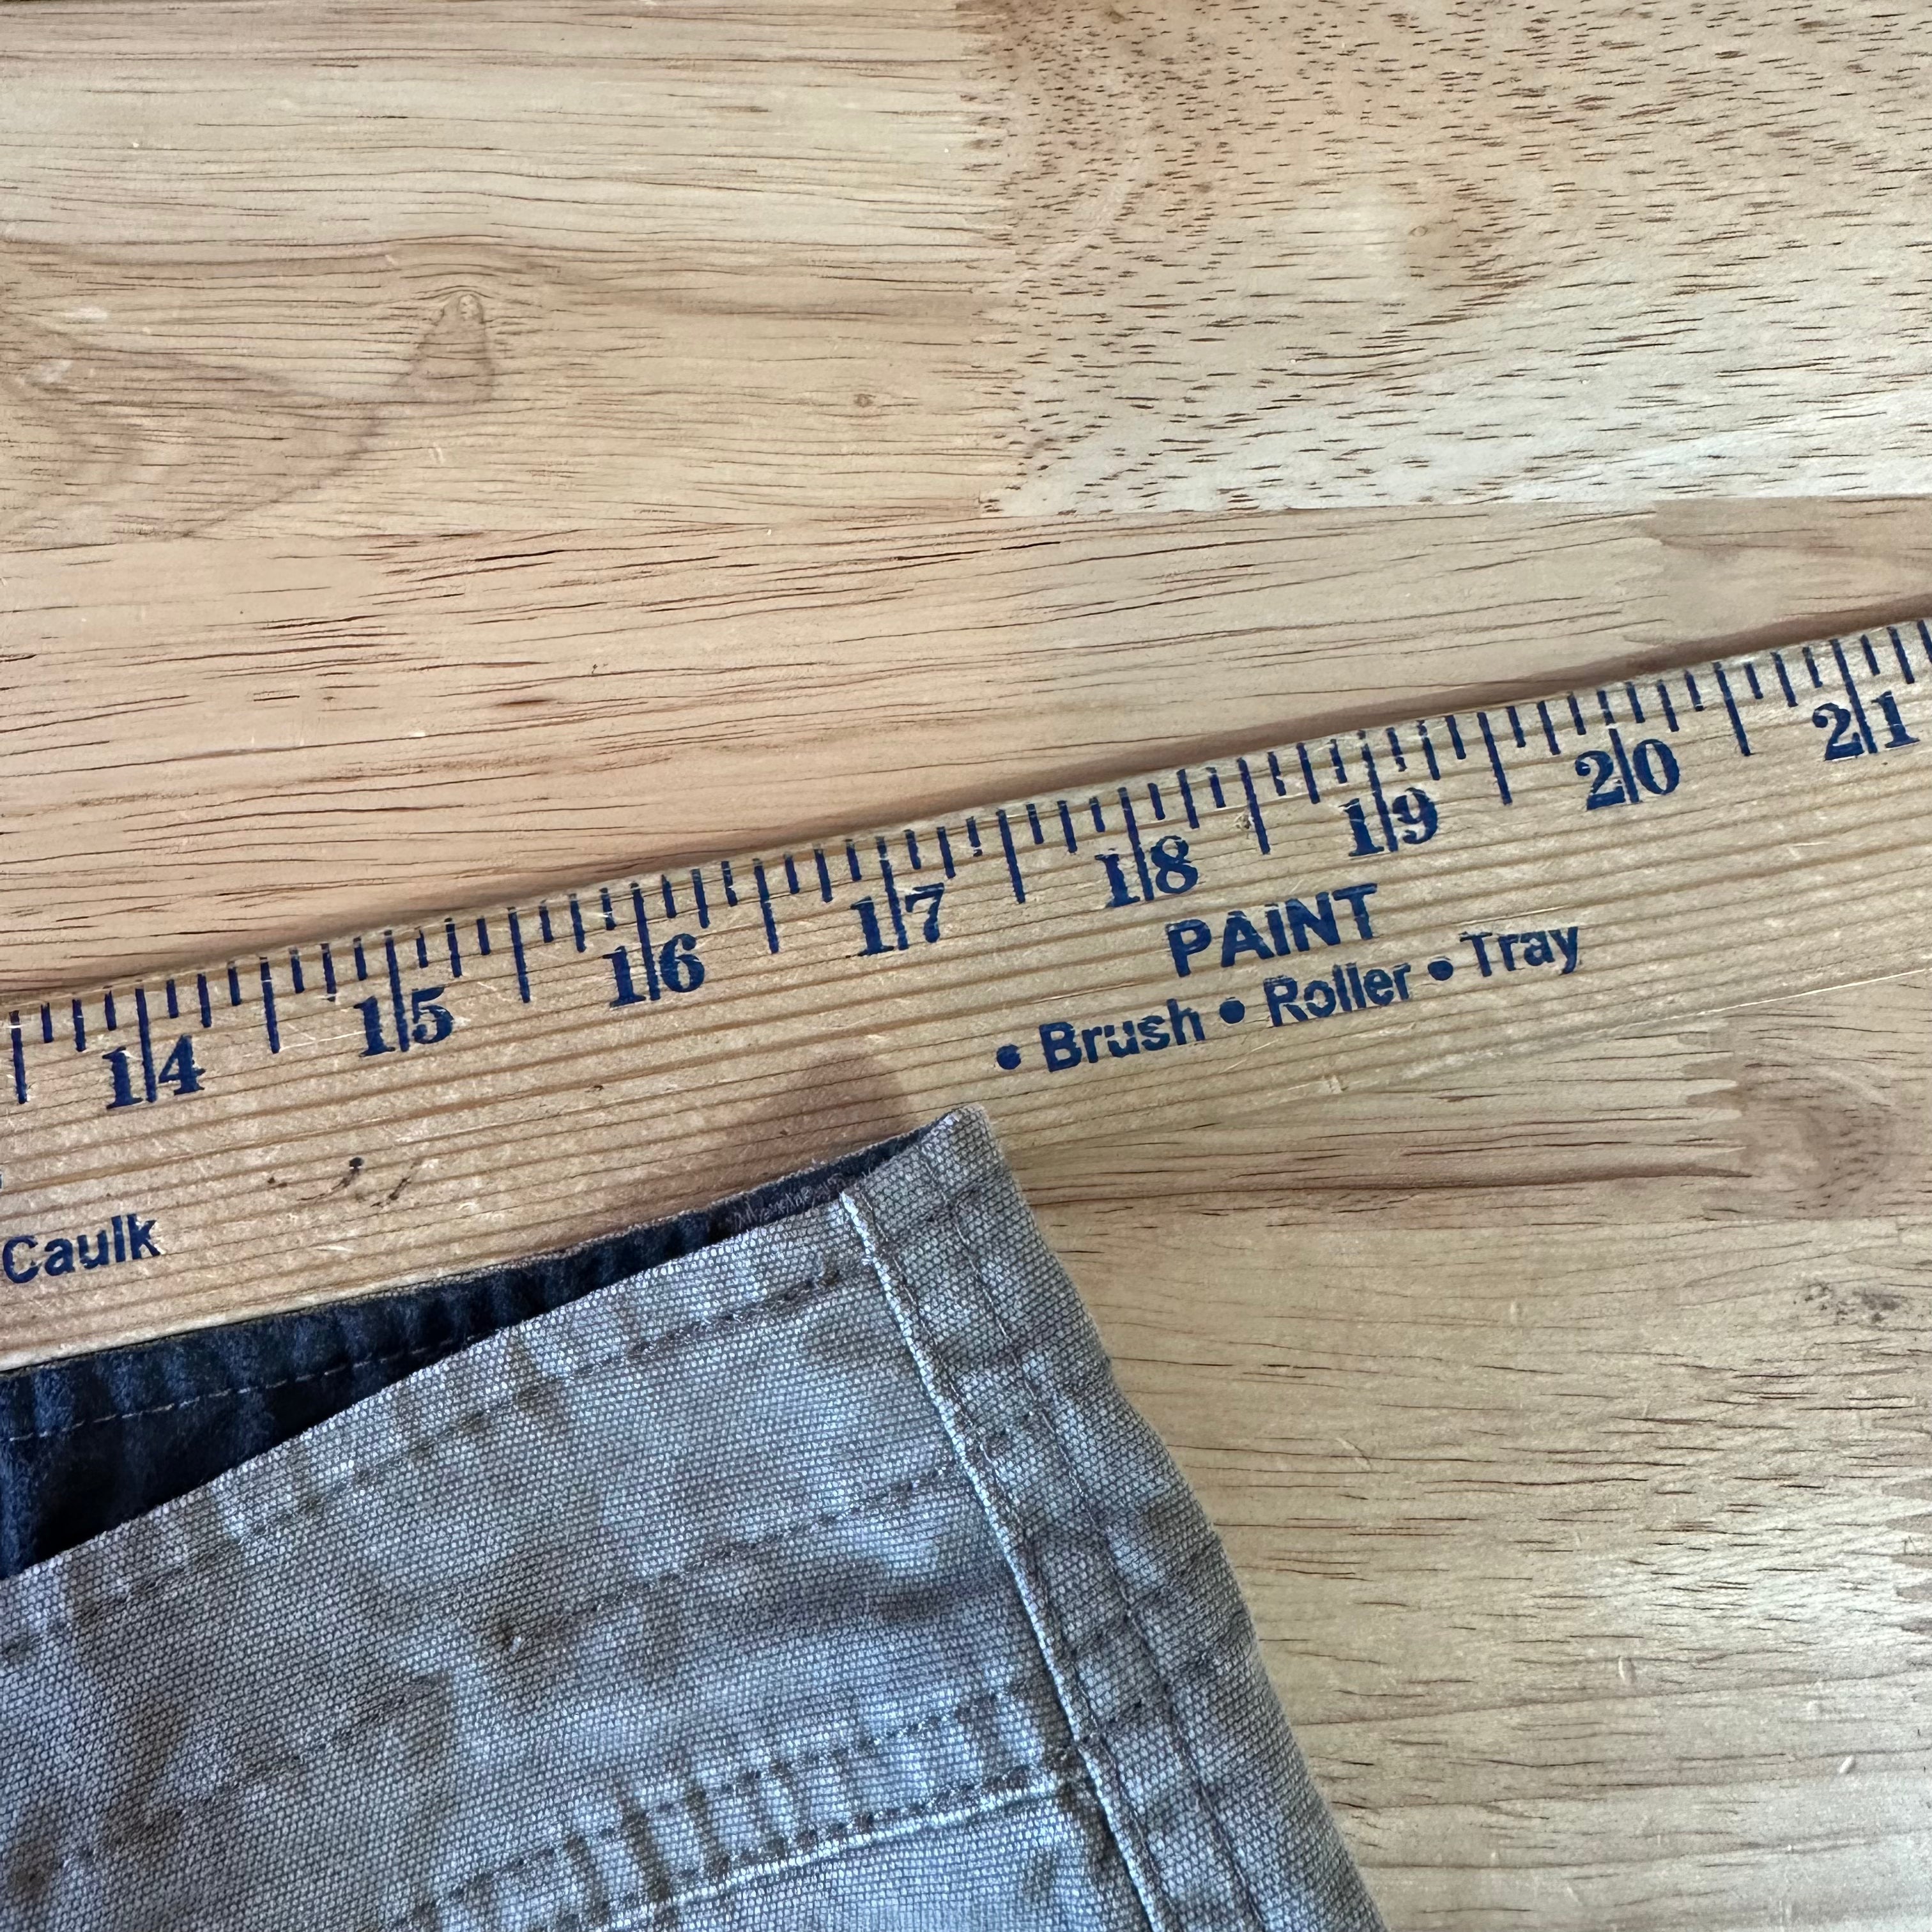 14 15 16 17 18 19 20 21
PAINT
• Brush • Roller • Tray
Caulk